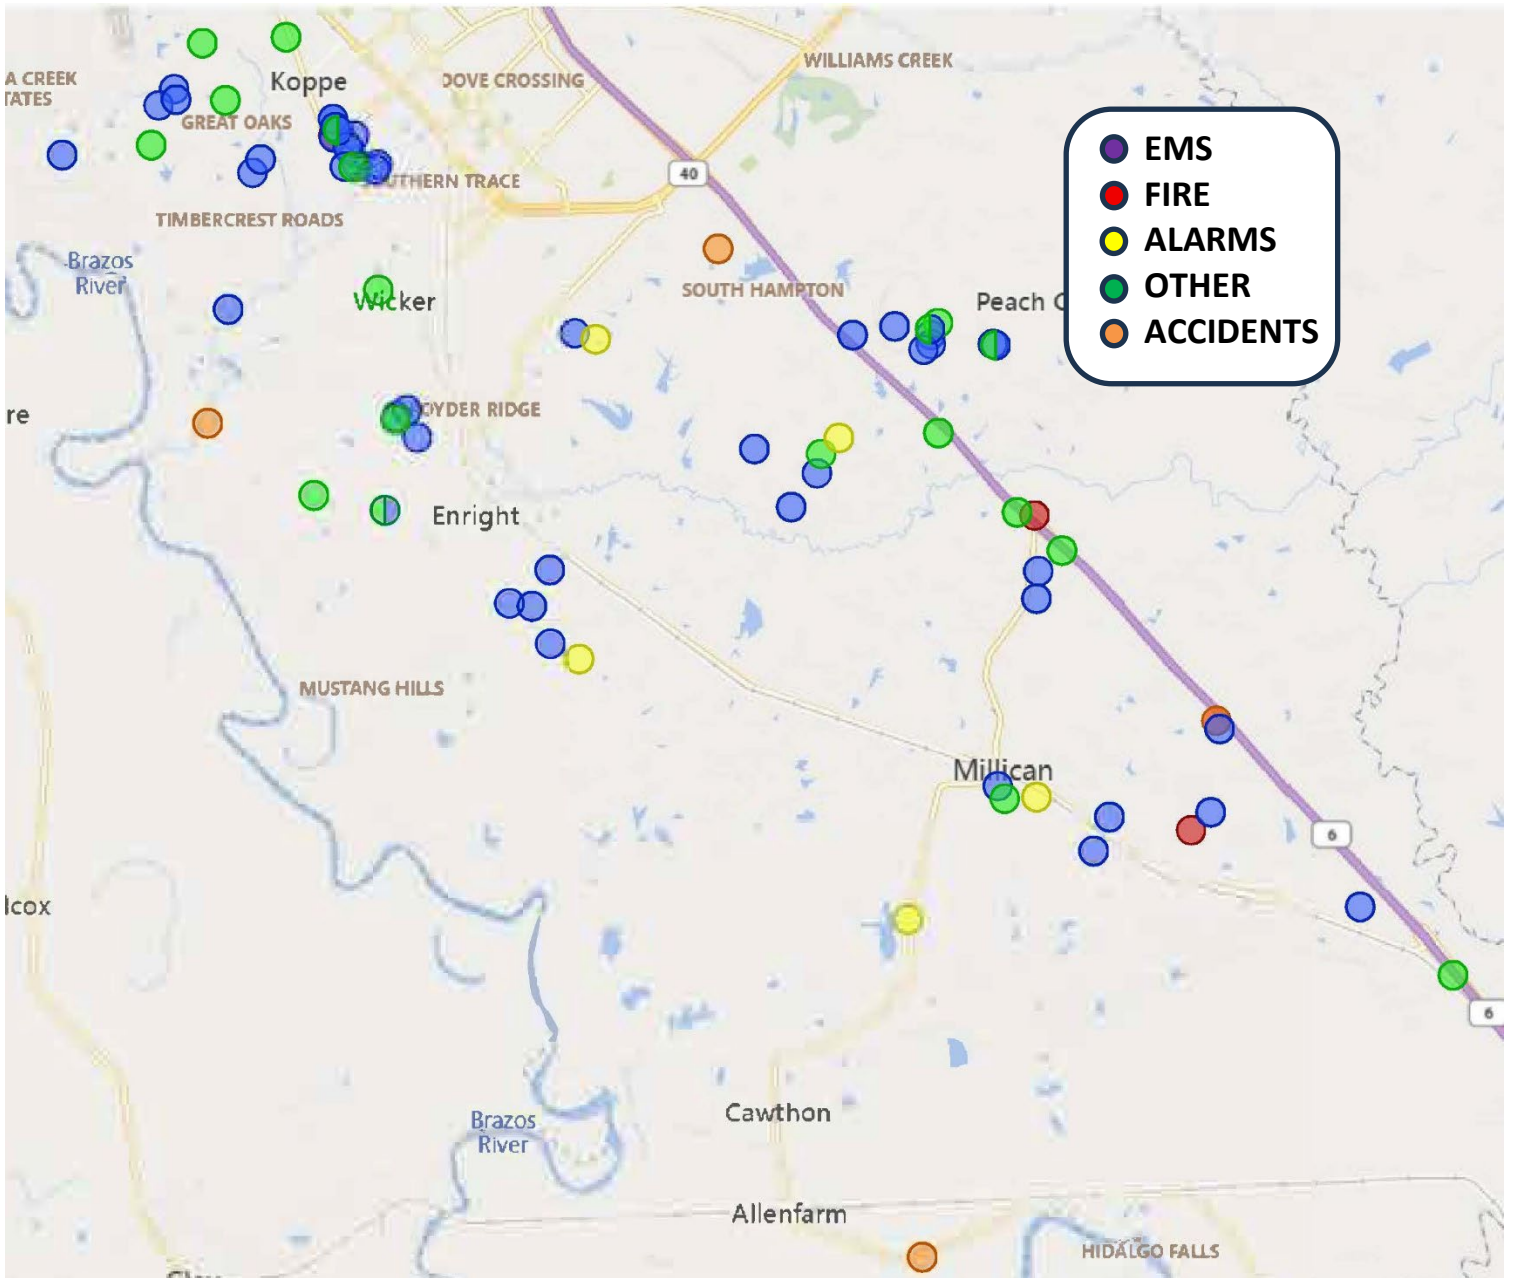 WILLIAMS CREEK
A CREEK
TATES
Koppe
DOVE CROSSING
GREAT OAKS
40
SOUTHERN TRACE
TIMBERCREST ROADS
Brazos
River
SOUTH HAMPTON
Wicker
Peach C
EMS
FIRE
ALARMS
OTHER
ACCIDENTS
re
OYDER RIDGE
Enright
MUSTANG HILLS
Millican
6
lcox
6
Cawthon
Brazos
River
Allenfarm
HIDALGO FALLS